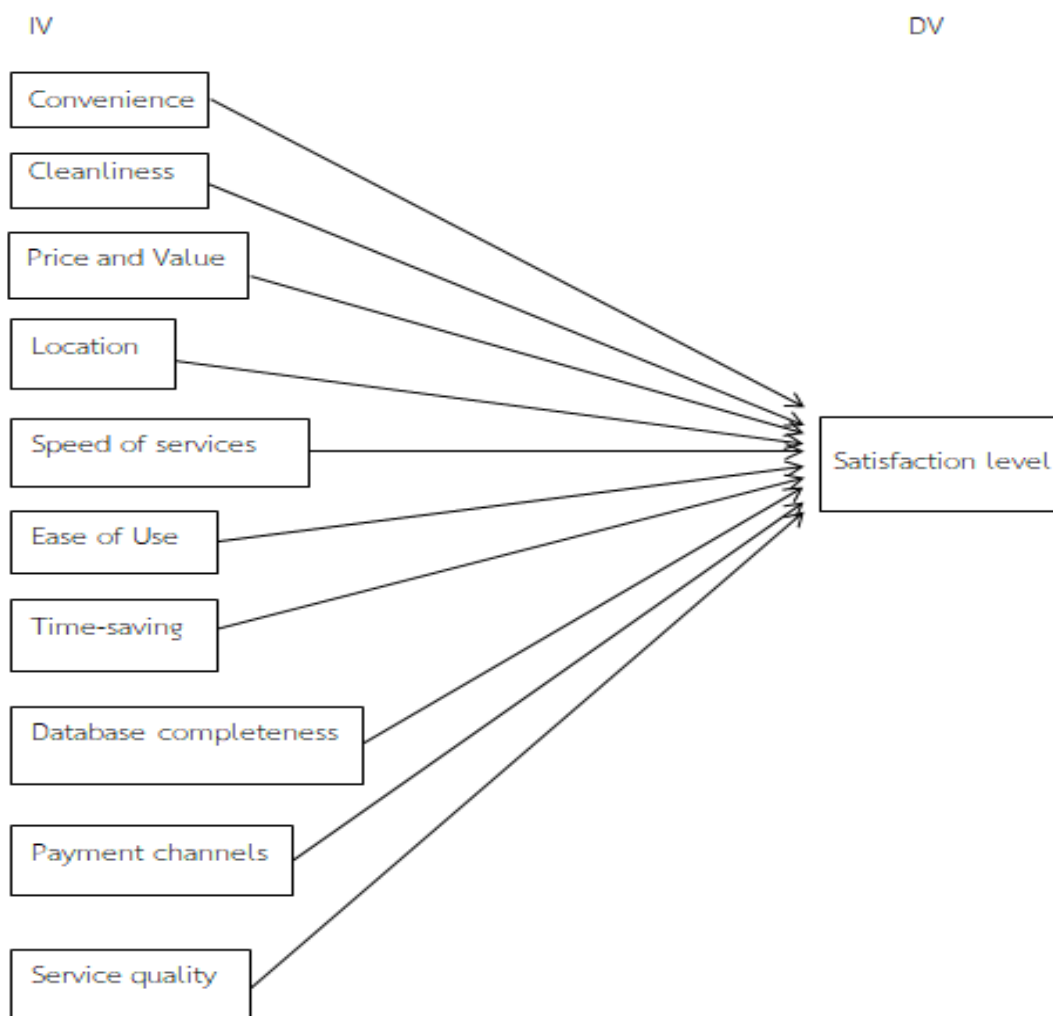 IV
DV
Convenience
Cleanliness
Price and Value
Location
Speed of services
Satisfaction level
Ease of Use
Time-saving
Database completeness
Payment channels
Service quality